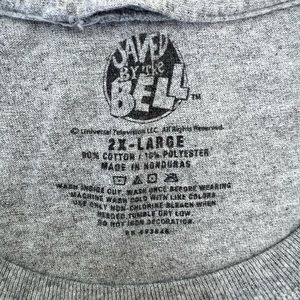 SAVED
BY the
BELL™
© Universal Television LLC. All Rights Reserved.
2X-LARGE
90% COTTON / 10% POLYESTER
MADE IN HONDURAS
WASH INSIDE OUT. WASH ONCE BEFORE WEARING
MACHINE WASH COLD WITH LIKE COLORS
USE ONLY NON-CHLORINE BLEACH WHEN
NEEDED. TUMBLE DRY LOW.
DO NOT IRON DECORATION.
RN